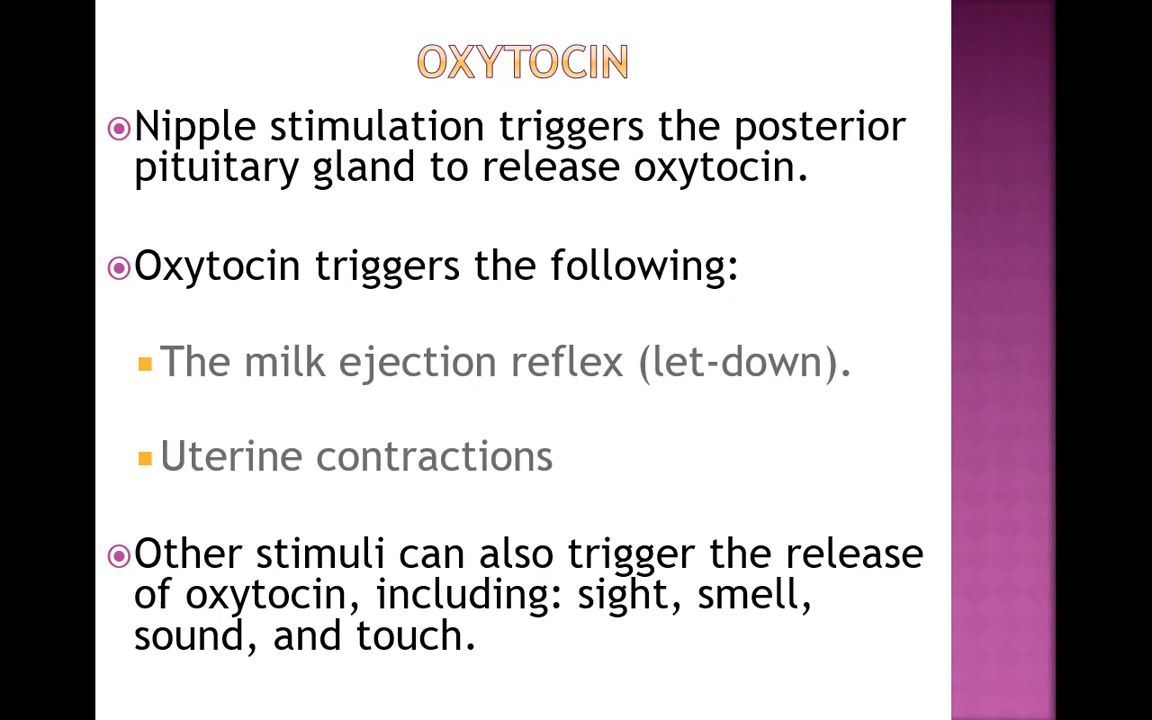 OXYTOCIN
Nipple stimulation triggers the posterior
pituitary gland to release oxytocin.
Oxytocin triggers the following:
The milk ejection reflex (let-down).
Uterine contractions
Other stimuli can also trigger the release
of oxytocin, including: sight, smell,
sound, and touch.